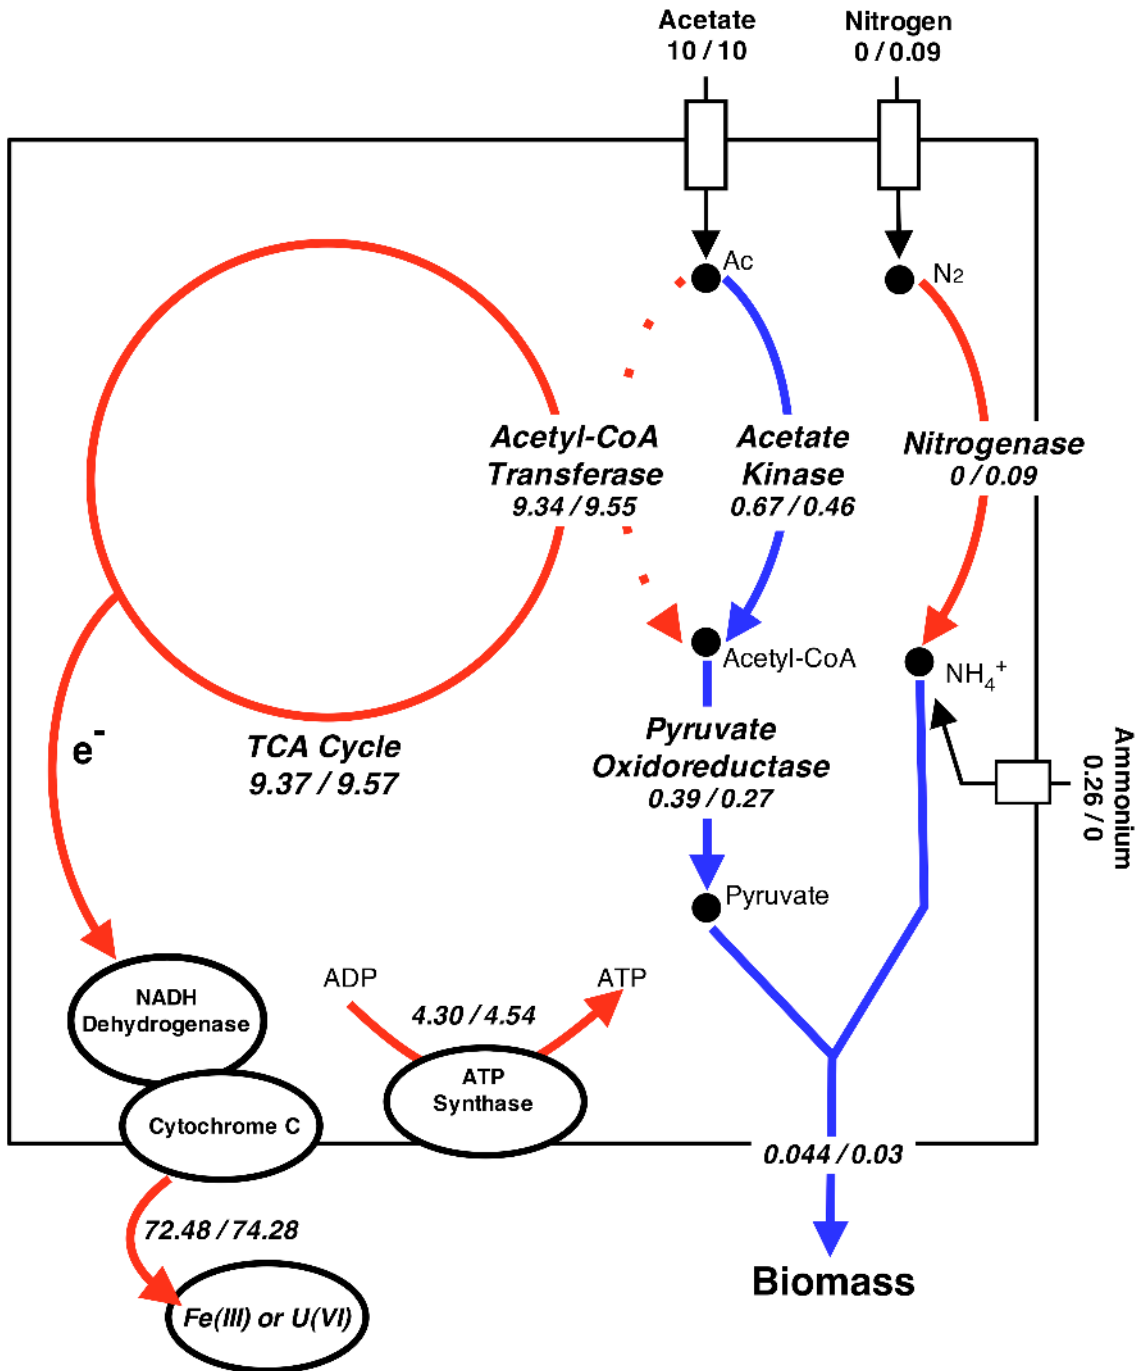 Acetate
10 / 10
Nitrogen
0 / 0.09
Ac
N2
Acetyl-CoA
Transferase
9.34 / 9.55
Acetate
Kinase
0.67 / 0.46
Nitrogenase
0 / 0.09
Acetyl-CoA
NH4+
Ammonium
0.26 / 0
e-
TCA Cycle
9.37 / 9.57
Pyruvate
Oxidoreductase
0.39 / 0.27
Pyruvate
NADH
Dehydrogenase
Cytochrome C
ADP
ATP
4.30 / 4.54
ATP
Synthase
0.044 / 0.03
72.48 / 74.28
Fe(III) or U(VI)
Biomass